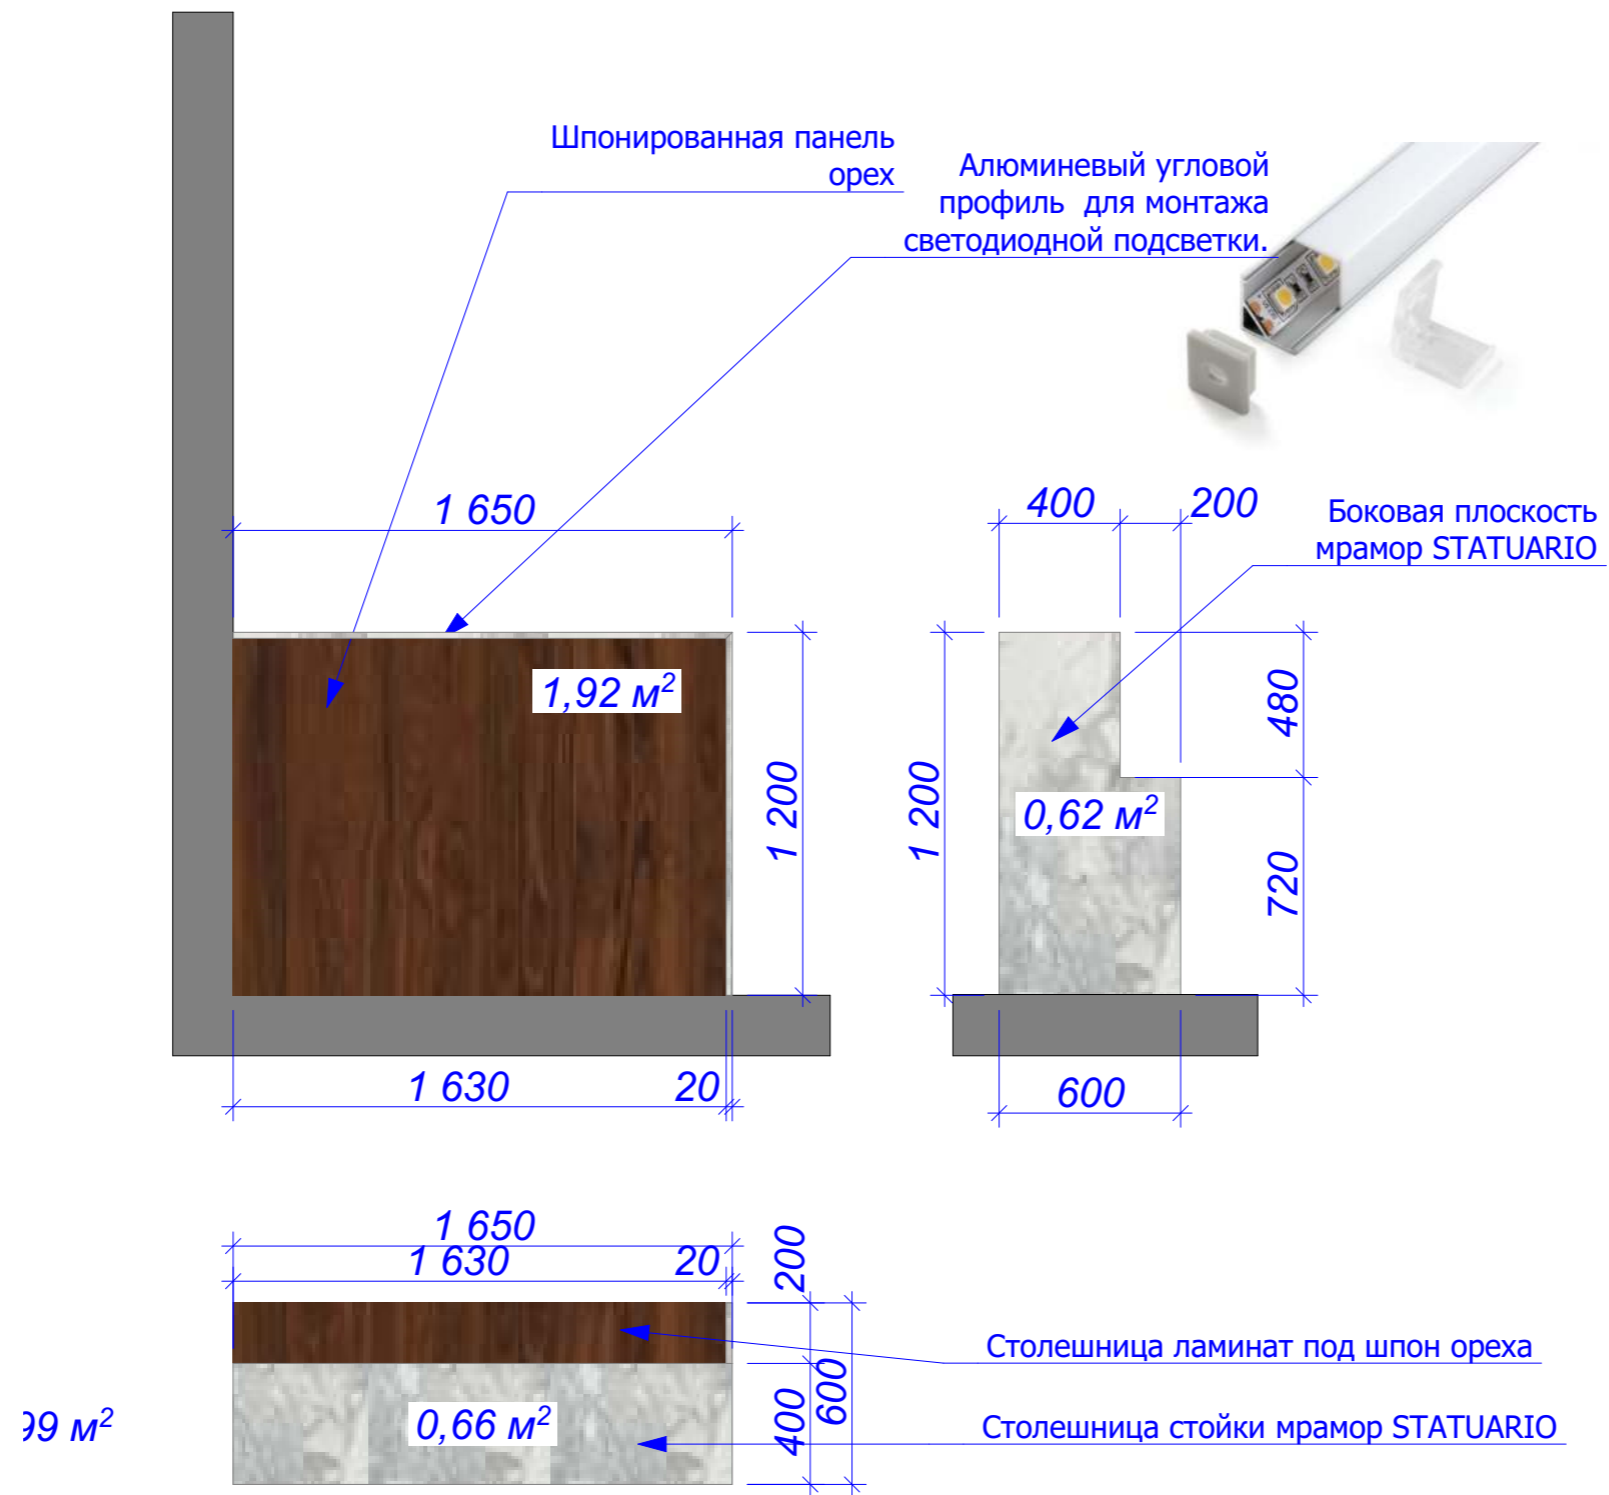 Шпонированная панель
орех
Алюминевый угловой
профиль для монтажа
светодиодной подсветки.
1 650
400
200
Боковая плоскость
мрамор STATUARIO
1,92 м²
1 200
1 200
480
0,62 м²
720
1 630
20
600
1 650
1 630
20
200
Столешница ламинат под шпон ореха
600
400
99 м²
0,66 м²
Столешница стойки мрамор STATUARIO